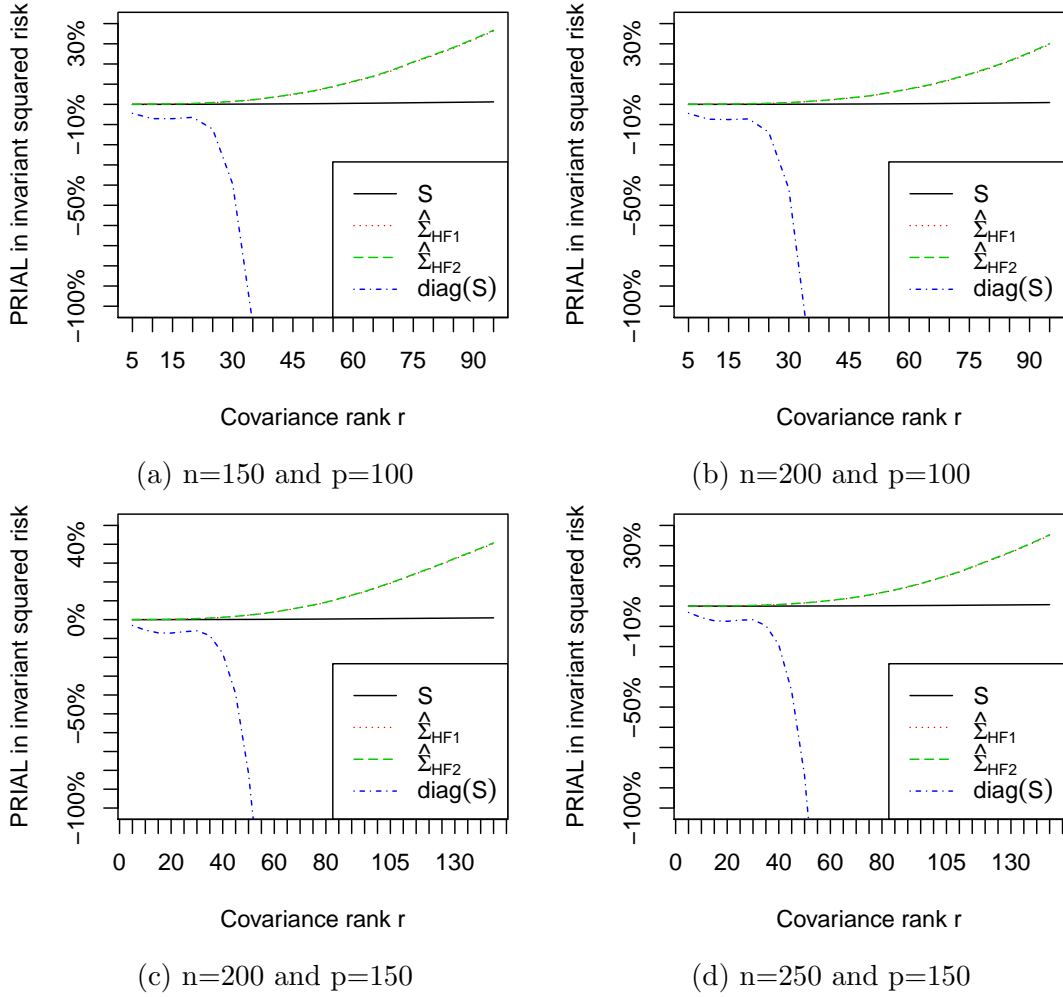 PRIAL in invariant squared risk
30%
−10%
−50%
−100%
S
Σ̂HF1
Σ̂HF2
diag(S)
5 15 30 45 60 75 90
Covariance rank r
(a) n=150 and p=100
PRIAL in invariant squared risk
30%
−10%
−50%
−100%
S
Σ̂HF1
Σ̂HF2
diag(S)
5 15 30 45 60 75 90
Covariance rank r
(b) n=200 and p=100
PRIAL in invariant squared risk
40%
0%
−50%
−100%
S
Σ̂HF1
Σ̂HF2
diag(S)
0 20 40 60 80 105 130
Covariance rank r
(c) n=200 and p=150
PRIAL in invariant squared risk
30%
−10%
−50%
−100%
S
Σ̂HF1
Σ̂HF2
diag(S)
0 20 40 60 80 105 130
Covariance rank r
(d) n=250 and p=150